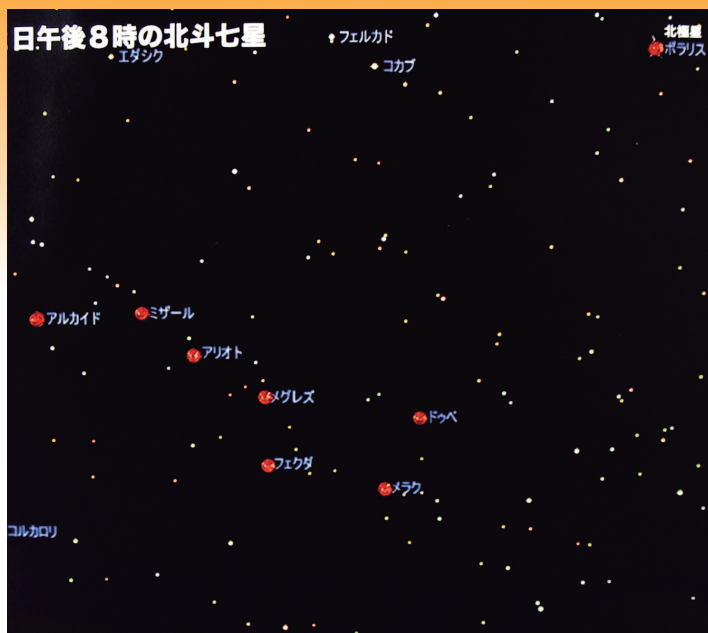 日午後８時の北斗七星
フェルカド
北極星
ポラリス
エダシク
コカブ
アルカイド
ミザール
アリオト
メグレズ
ドゥベ
フェクダ
メラク
コルカロリ